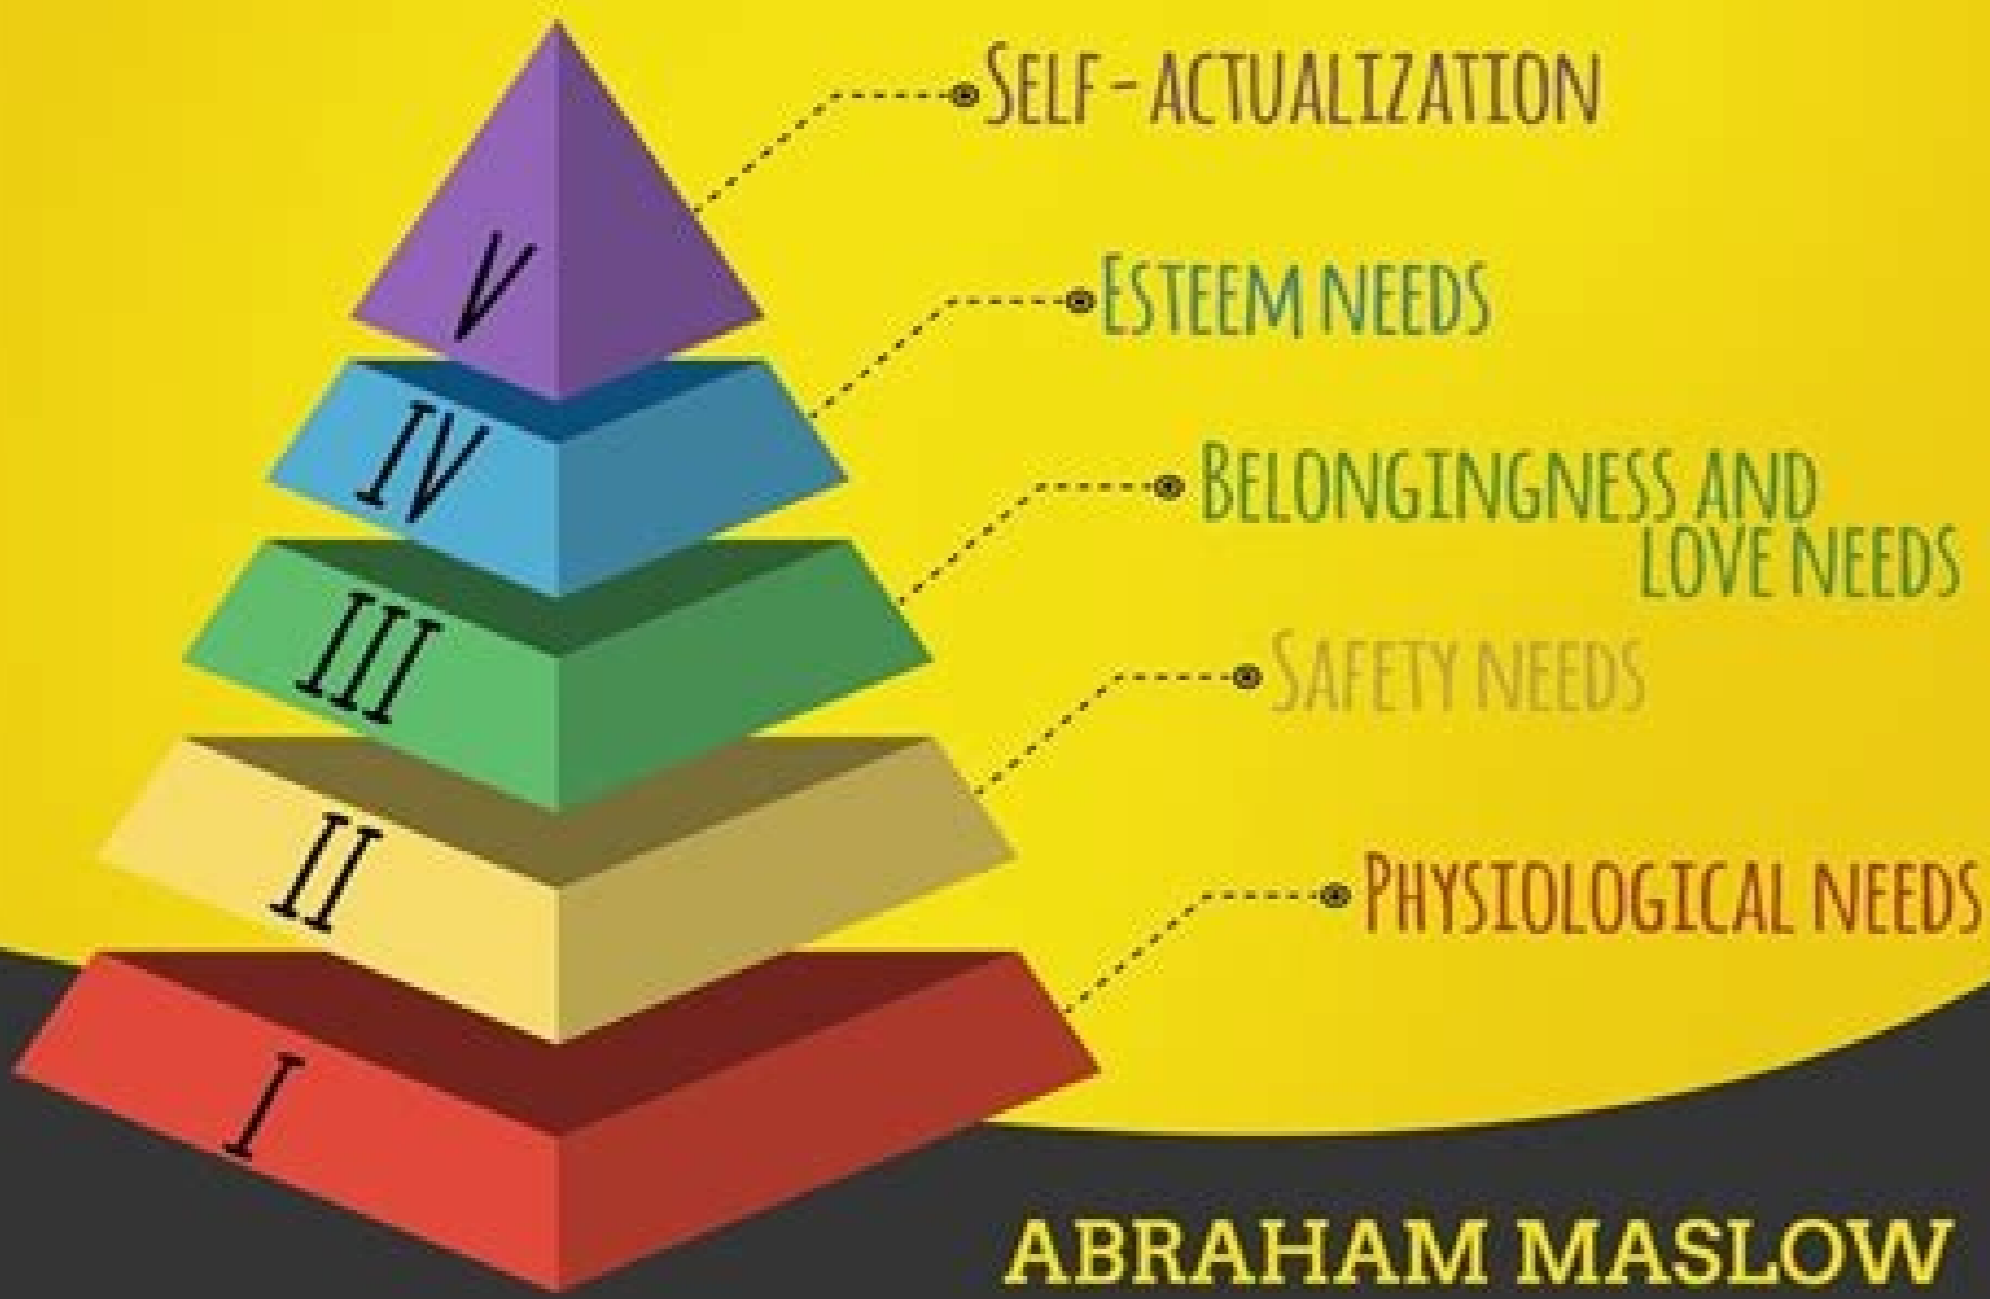 SELF-ACTUALIZATION
V
ESTEEM NEEDS
IV
BELONGINGNESS AND
LOVE NEEDS
III
SAFETY NEEDS
II
PHYSIOLOGICAL NEEDS
I
ABRAHAM MASLOW